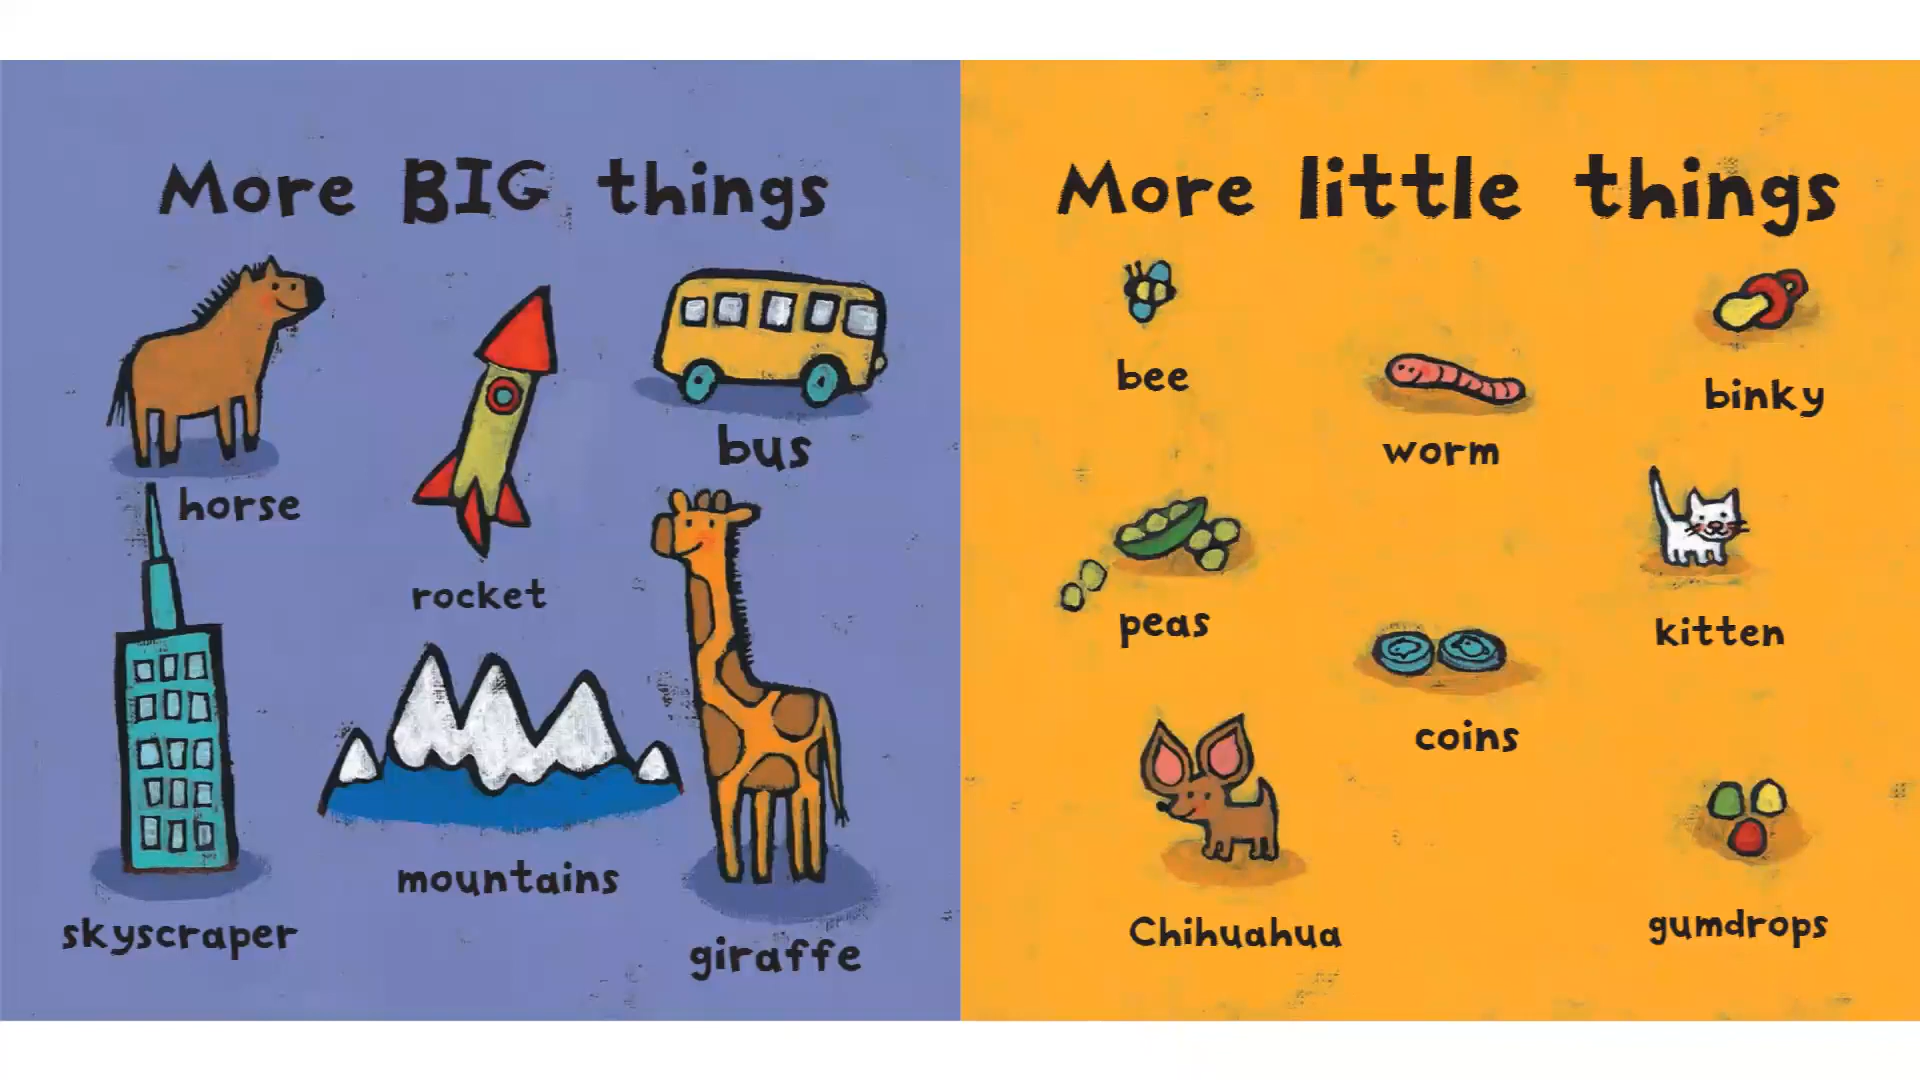 More BIG things
horse
rocket
bus
skyscraper
mountains
giraffe
More little things
bee
worm
binky
peas
kitten
coins
Chihuahua
gumdrops